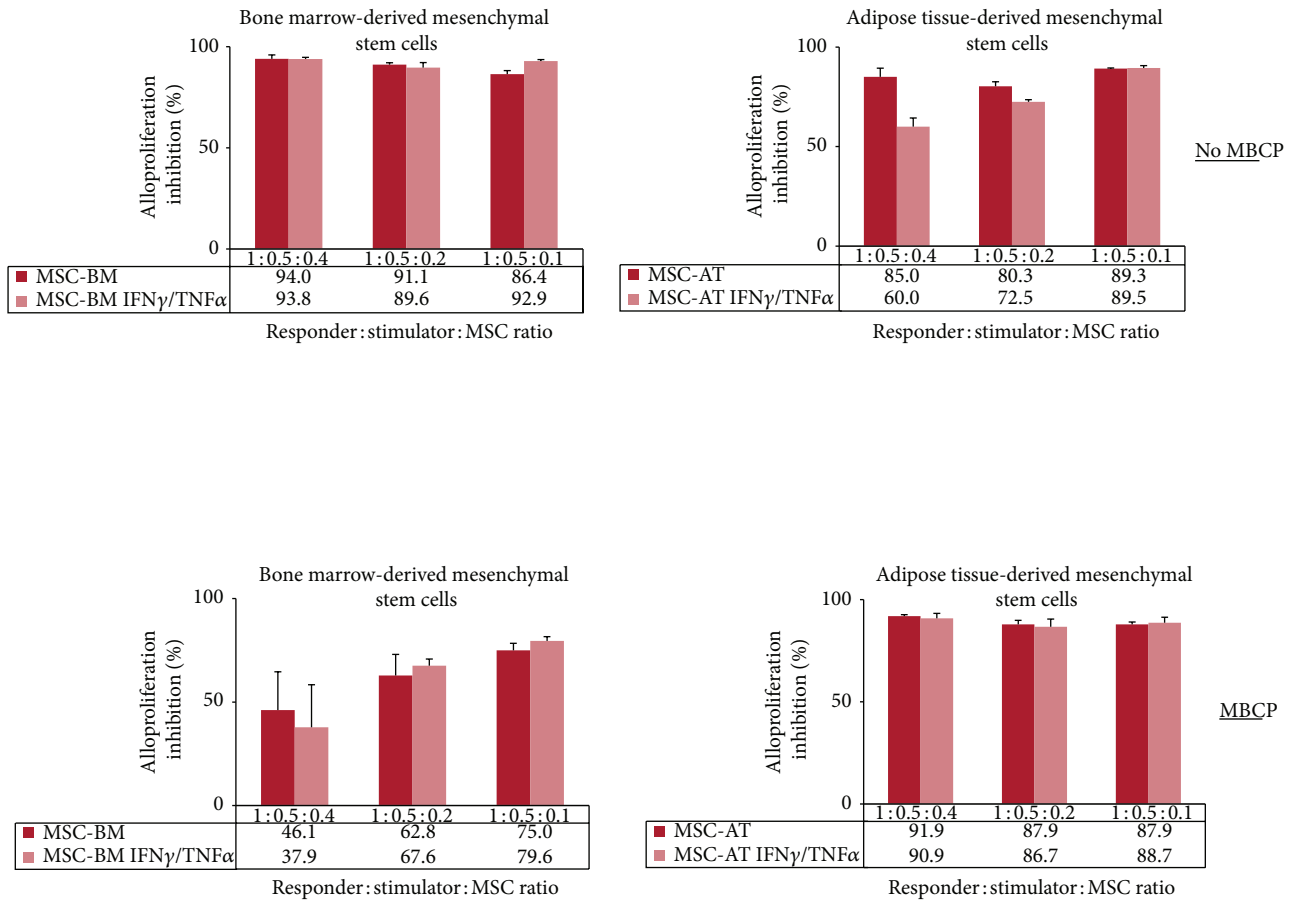 Bone marrow-derived mesenchymal
stem cells
Alloproliferation
inhibition (%)
100
50
0
1:0.5:0.4 1:0.5:0.2 1:0.5:0.1
MSC-BM 94.0 91.1 86.4
MSC-BM IFNγ/TNFα 93.8 89.6 92.9
Responder:stimulator:MSC ratio
Adipose tissue-derived mesenchymal
stem cells
Alloproliferation
inhibition (%)
100
50
0
1:0.5:0.4 1:0.5:0.2 1:0.5:0.1
MSC-AT 85.0 80.3 89.3
MSC-AT IFNγ/TNFα 60.0 72.5 89.5
Responder:stimulator:MSC ratio
No MBCP
Bone marrow-derived mesenchymal
stem cells
Alloproliferation
inhibition (%)
100
50
0
1:0.5:0.4 1:0.5:0.2 1:0.5:0.1
MSC-BM 46.1 62.8 75.0
MSC-BM IFNγ/TNFα 37.9 67.6 79.6
Responder:stimulator:MSC ratio
Adipose tissue-derived mesenchymal
stem cells
Alloproliferation
inhibition (%)
100
50
0
1:0.5:0.4 1:0.5:0.2 1:0.5:0.1
MSC-AT 91.9 87.9 87.9
MSC-AT IFNγ/TNFα 90.9 86.7 88.7
Responder:stimulator:MSC ratio
MBCP